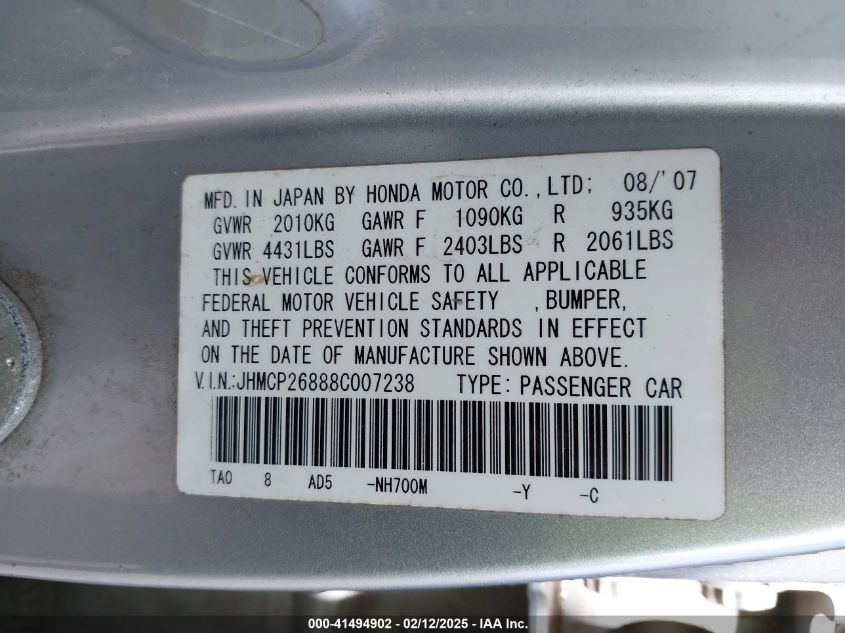 MFD. IN JAPAN BY HONDA MOTOR CO.,LTD; 08/'07
GVWR 2010KG GAWR F 1090KG R 935KG
GVWR 4431LBS GAWR F 2403LBS R 2061LBS
THIS VEHICLE CONFORMS TO ALL APPLICABLE
FEDERAL MOTOR VEHICLE SAFETY ,BUMPER,
AND THEFT PREVENTION STANDARDS IN EFFECT
ON THE DATE OF MANUFACTURE SHOWN ABOVE.
V.I.N.:JHMCP26888C007238 TYPE: PASSENGER CAR
TA0 8 AD5 -NH700M -Y -C
000-41494902 - 02/12/2025 - IAA Inc.